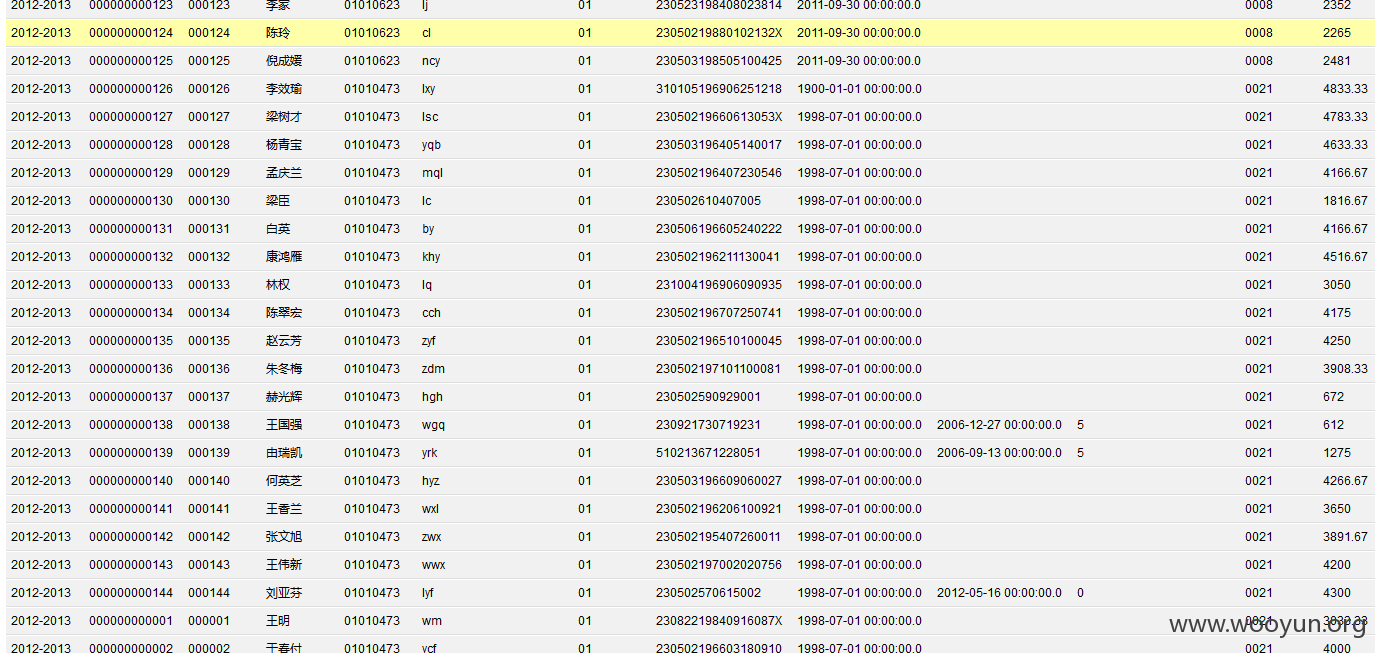 2012-2013 000000000123 000123 李家 01010623 lj 01 230523198408023814 2011-09-30 00:00:00.0 0008 2352
2012-2013 000000000124 000124 陈玲 01010623 cl 01 23050219880102132X 2011-09-30 00:00:00.0 0008 2265
2012-2013 000000000125 000125 倪成媛 01010623 ncy 01 230503198505100425 2011-09-30 00:00:00.0 0008 2481
2012-2013 000000000126 000126 李效瑜 01010473 lxy 01 310105196906251218 1900-01-01 00:00:00.0 0021 4833.33
2012-2013 000000000127 000127 梁树才 01010473 lsc 01 23050219660613053X 1998-07-01 00:00:00.0 0021 4783.33
2012-2013 000000000128 000128 杨青宝 01010473 yqb 01 230503196405140017 1998-07-01 00:00:00.0 0021 4633.33
2012-2013 000000000129 000129 孟庆兰 01010473 mql 01 230502196407230546 1998-07-01 00:00:00.0 0021 4166.67
2012-2013 000000000130 000130 梁臣 01010473 lc 01 230502610407005 1998-07-01 00:00:00.0 0021 1816.67
2012-2013 000000000131 000131 白英 01010473 by 01 230506196605240222 1998-07-01 00:00:00.0 0021 4166.67
2012-2013 000000000132 000132 康鸿雁 01010473 khy 01 230502196211130041 1998-07-01 00:00:00.0 0021 4516.67
2012-2013 000000000133 000133 林权 01010473 lq 01 231004196906090935 1998-07-01 00:00:00.0 0021 3050
2012-2013 000000000134 000134 陈翠宏 01010473 cch 01 230502196707250741 1998-07-01 00:00:00.0 0021 4175
2012-2013 000000000135 000135 赵云芳 01010473 zyf 01 230502196510100045 1998-07-01 00:00:00.0 0021 4250
2012-2013 000000000136 000136 朱冬梅 01010473 zdm 01 230502197101100081 1998-07-01 00:00:00.0 0021 3908.33
2012-2013 000000000137 000137 赫光辉 01010473 hgh 01 230502590929001 1998-07-01 00:00:00.0 0021 672
2012-2013 000000000138 000138 王国强 01010473 wgq 01 230921730719231 1998-07-01 00:00:00.0 2006-12-27 00:00:00.0 5 0021 612
2012-2013 000000000139 000139 由瑞凯 01010473 yrk 01 510213671228051 1998-07-01 00:00:00.0 2006-09-13 00:00:00.0 5 0021 1275
2012-2013 000000000140 000140 何英芝 01010473 hyz 01 230503196609060027 1998-07-01 00:00:00.0 0021 4266.67
2012-2013 000000000141 000141 王香兰 01010473 wxl 01 230502196206100921 1998-07-01 00:00:00.0 0021 3650
2012-2013 000000000142 000142 张文旭 01010473 zwx 01 230502195407260011 1998-07-01 00:00:00.0 0021 3891.67
2012-2013 000000000143 000143 王伟新 01010473 wwx 01 230502197002020756 1998-07-01 00:00:00.0 0021 4200
2012-2013 000000000144 000144 刘亚芬 01010473 lyf 01 230502570615002 1998-07-01 00:00:00.0 2012-05-16 00:00:00.0 0 0021 4300
2012-2013 000000000001 000001 王明 01010473 wm 01 23082219840916087X 1998-07-01 00:00:00.0 0021
www.wooyun.org
2012-2013 000000000002 000002 01010473 ycf 01 230502196603180910 1998-07-01 00:00:00.0 0021 4000